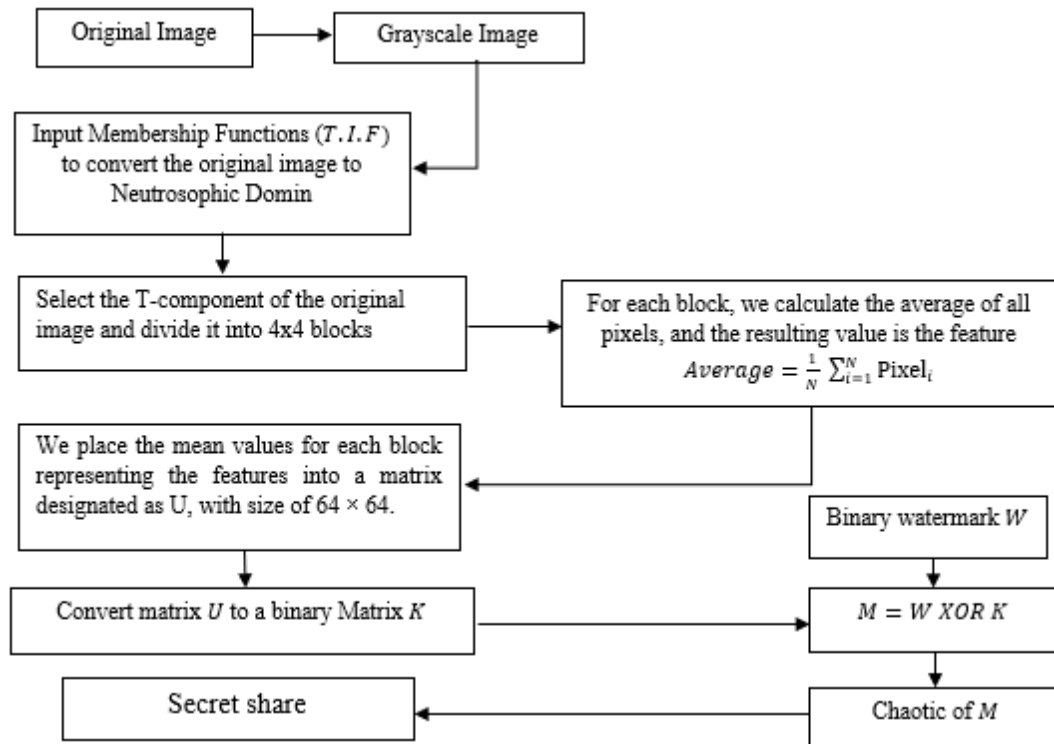 Original Image
Grayscale Image
Input Membership Functions (T.I.F)
to convert the original image to
Neutrosophic Domin
Select the T-component of the original
image and divide it into 4x4 blocks
For each block, we calculate the average of all
pixels, and the resulting value is the feature
Average = 1/N ∑ᵢ₌₁ᴺ Pixelᵢ
We place the mean values for each block
representing the features into a matrix
designated as U, with size of 64 × 64.
Binary watermark W
Convert matrix U to a binary Matrix K
M = W XOR K
Secret share
Chaotic of M